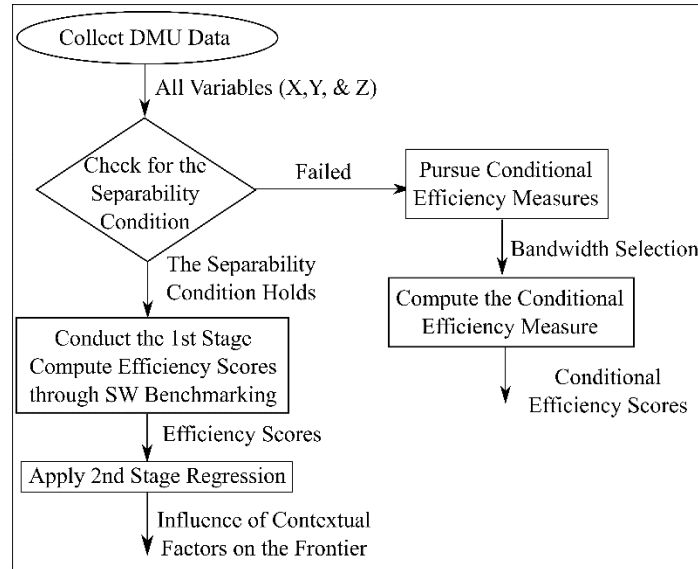 Collect DMU Data
All Variables (X,Y, & Z)
Check for the
Separability
Condition
Failed
Pursue Conditional
Efficiency Measures
Bandwidth Selection
Compute the Conditional
Efficiency Measure
Conditional
Efficiency Scores
The Separability
Condition Holds
Conduct the 1st Stage
Compute Efficiency Scores
through SW Benchmarking
Efficiency Scores
Apply 2nd Stage Regression
Influence of Contextual
Factors on the Frontier